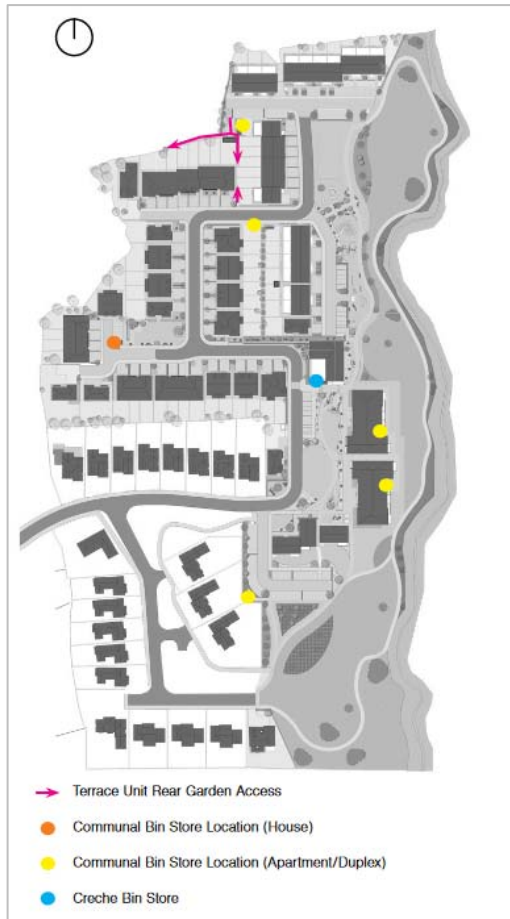 Terrace Unit Rear Garden Access
Communal Bin Store Location (House)
Communal Bin Store Location (Apartment/Duplex)
Creche Bin Store